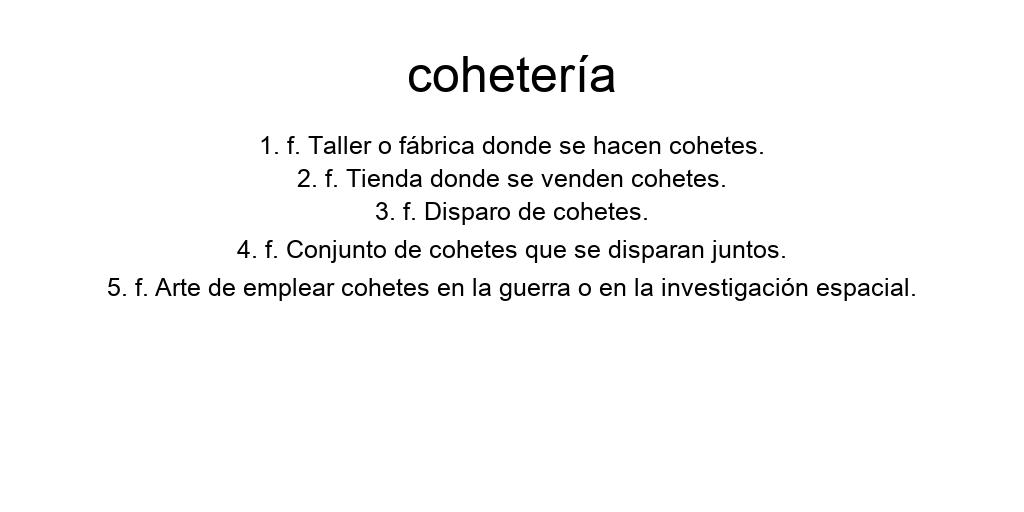 cohetería
1. f. Taller o fábrica donde se hacen cohetes.
2. f. Tienda donde se venden cohetes.
3. f. Disparo de cohetes.
4. f. Conjunto de cohetes que se disparan juntos.
5. f. Arte de emplear cohetes en la guerra o en la investigación espacial.